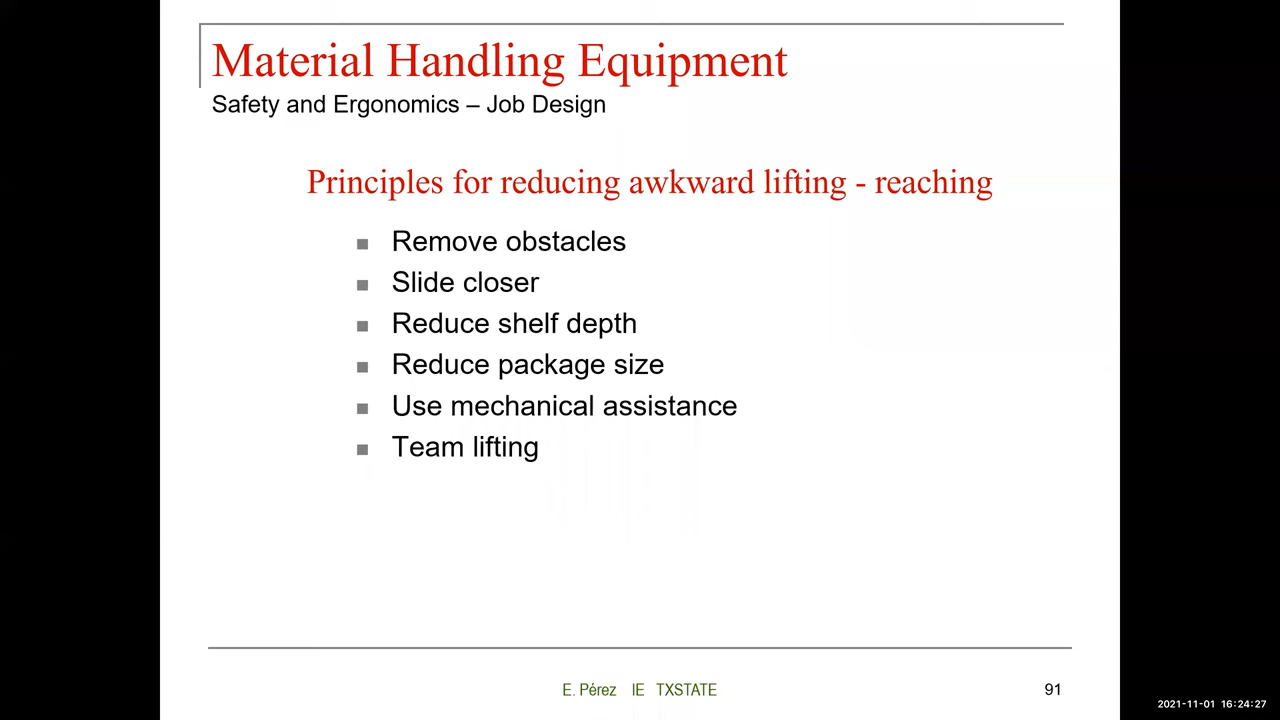 Material Handling Equipment
Safety and Ergonomics – Job Design
Principles for reducing awkward lifting - reaching
Remove obstacles
Slide closer
Reduce shelf depth
Reduce package size
Use mechanical assistance
Team lifting
E. Pérez IE TXSTATE
91
2021-11-01 16:24:27